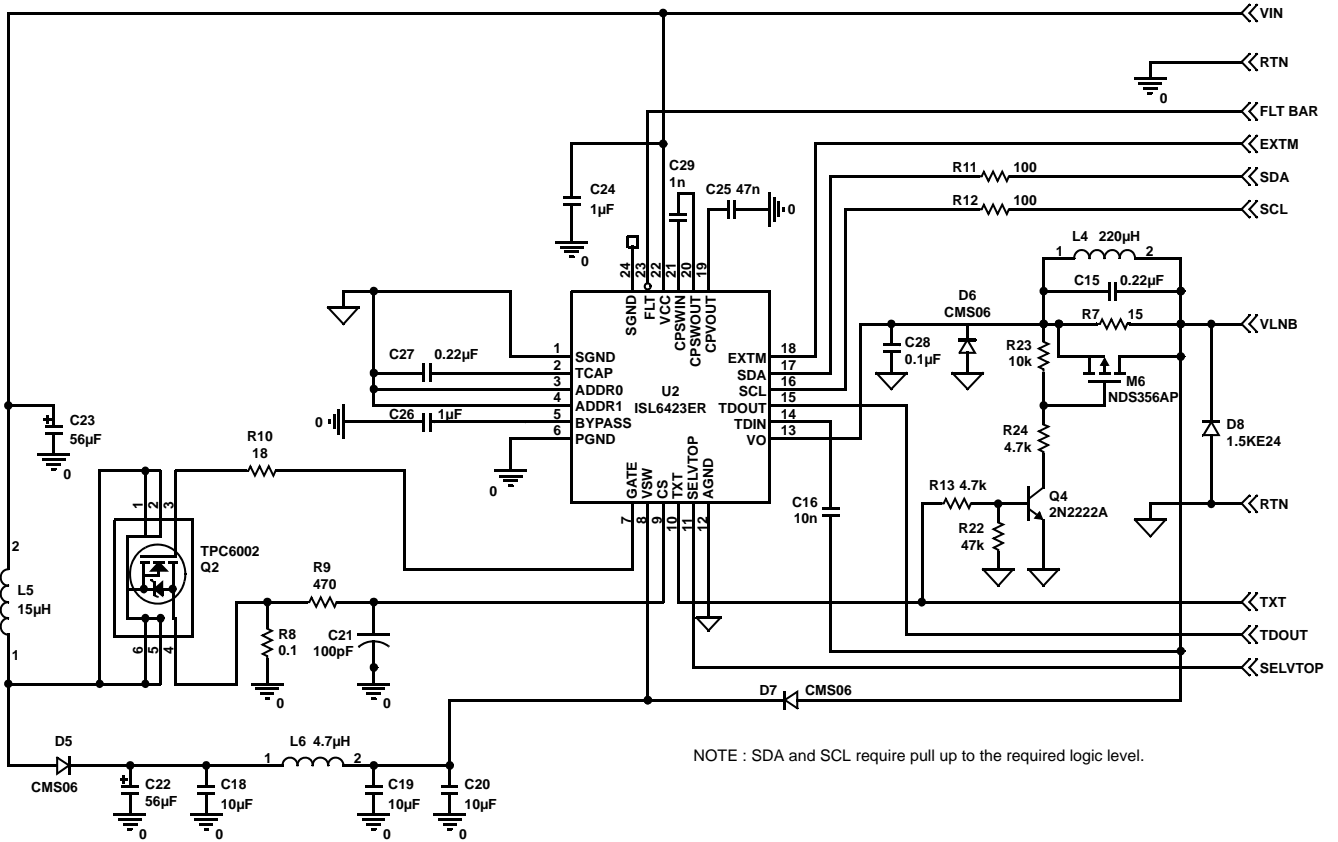 VIN
RTN
0
FLT BAR
EXTM
C29
1n
C24
1µF
C25 47n
0
R11 100
SDA
R12 100
SCL
0
L4 220µH
1 2
24 23 22 21 20 19
SGND FLT VCC CPSWIN CPSWOUT CPVOUT
C15 0.22µF
D6
CMS06
R7 15
VLNB
C27 0.22µF
1 SGND
2 TCAP
3 ADDR0
4 ADDR1
5 BYPASS
6 PGND
U2
ISL6423ER
EXTM 18
SDA 17
SCL 16
TDOUT 15
TDIN 14
VO 13
C28
0.1µF
R23
10k
M6
NDS356AP
0
C26 1µF
C23
56µF
0
R10
18
0
R24
4.7k
D8
1.5KE24
GATE VSW CS TXT SELVTOP AGND
7 8 9 10 11 12
C16
10n
R13 4.7k
Q4
2N2222A
RTN
R22
47k
1 2 3
TPC6002
Q2
6 5 4
2
L5
15µH
1
R9
470
R8
0.1
0
C21
100pF
0
TXT
TDOUT
SELVTOP
D7 CMS06
D5
CMS06
L6 4.7µH
1 2
NOTE : SDA and SCL require pull up to the required logic level.
C22
56µF
0
C18
10µF
0
C19
10µF
0
C20
10µF
0